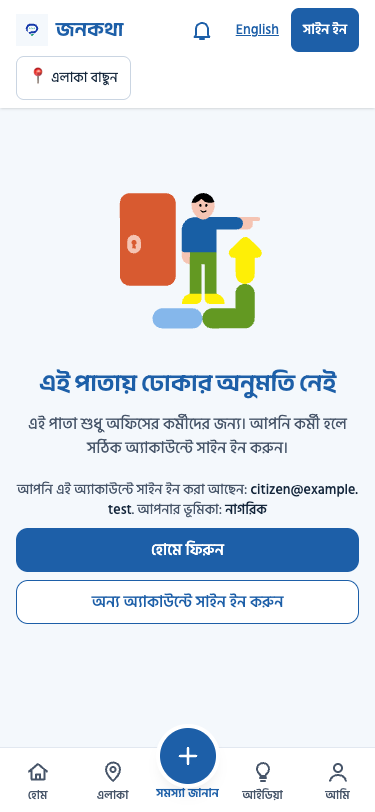 জনকথা
English
সাইন ইন
এলাকা বাছুন
এই পাতায় ঢোকার অনুমতি নেই
এই পাতা শুধু অফিসের কর্মীদের জন্য। আপনি কর্মী হলে
সঠিক অ্যাকাউন্টে সাইন ইন করুন।
আপনি এই অ্যাকাউন্টে সাইন ইন করা আছেন: citizen@example.
test. আপনার ভূমিকা: নাগরিক
হোমে ফিরুন
অন্য অ্যাকাউন্টে সাইন ইন করুন
হোম
এলাকা
সমস্যা জানান
আইডিয়া
আমি